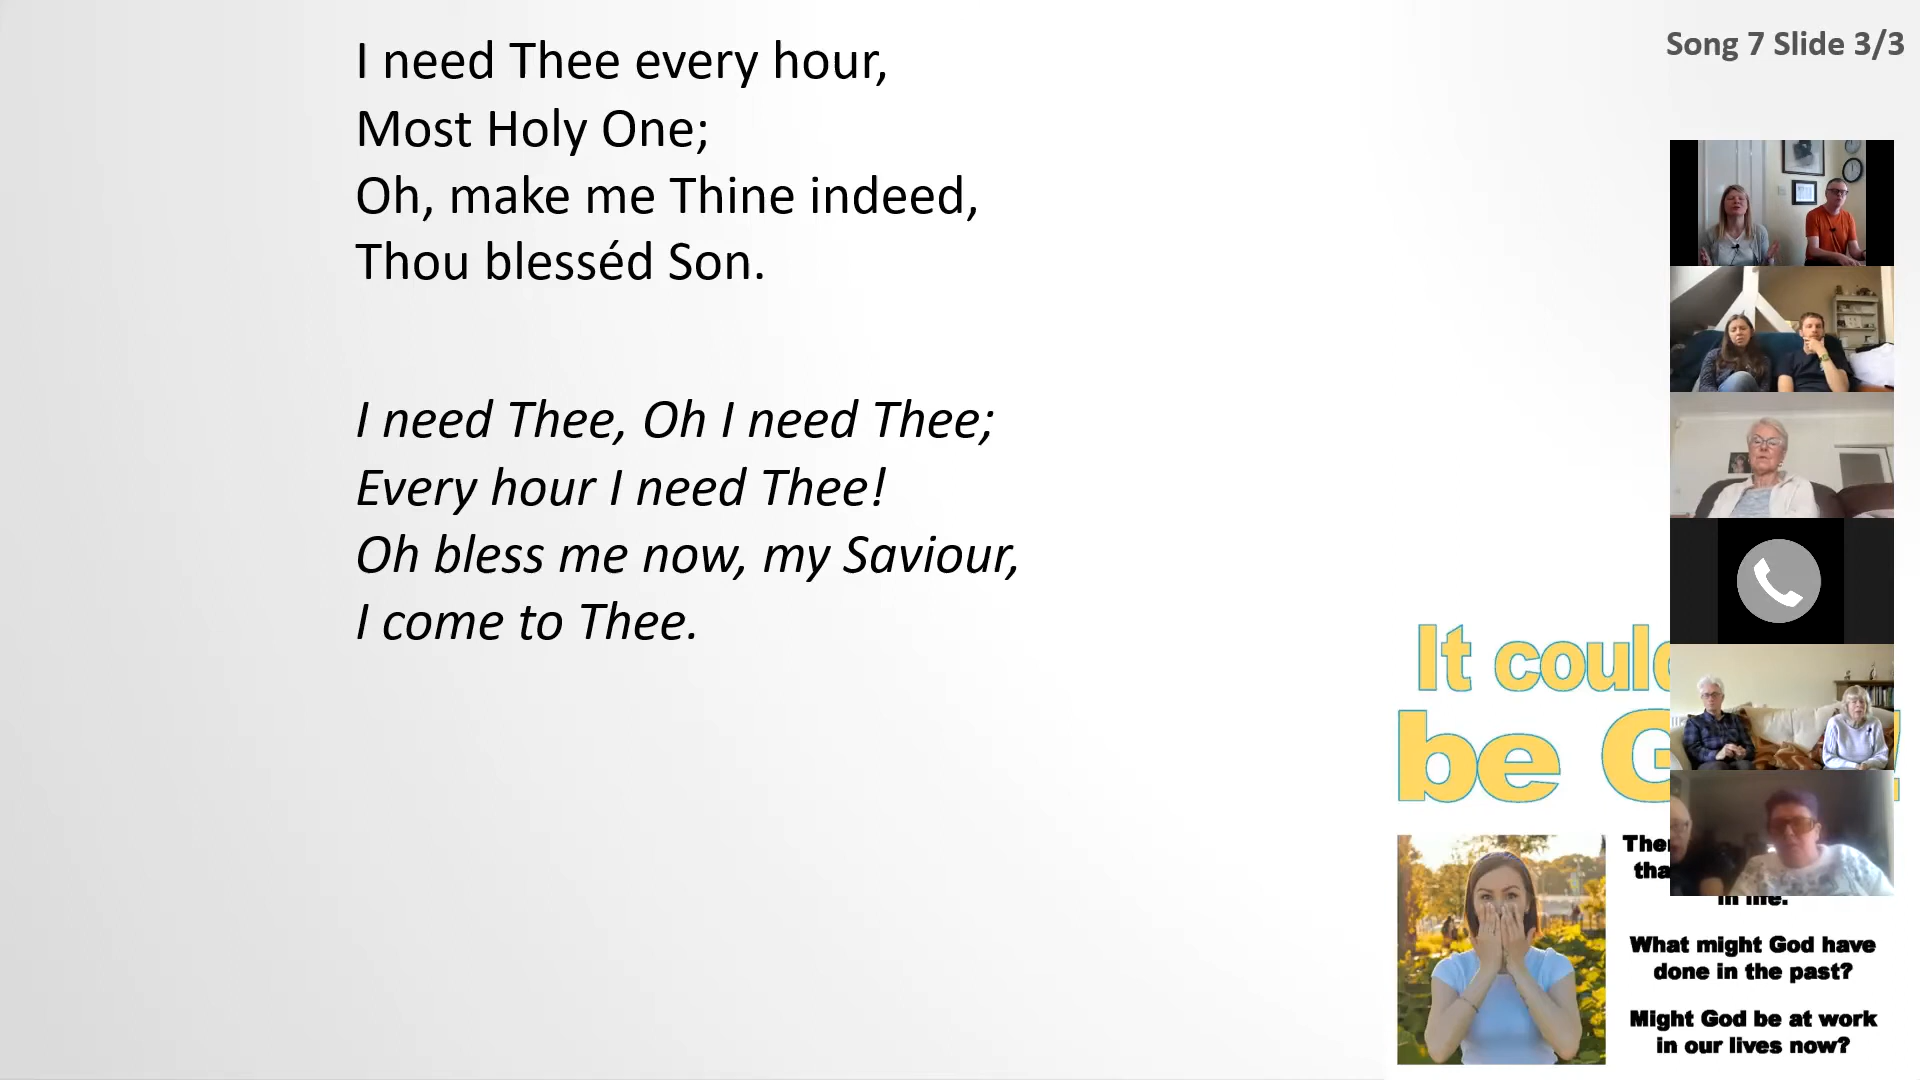 I need Thee every hour,
Most Holy One;
Oh, make me Thine indeed,
Thou blesséd Son.
I need Thee, Oh I need Thee;
Every hour I need Thee!
Oh bless me now, my Saviour,
I come to Thee.
Song 7 Slide 3/3
It
be
in life.
What might God have
done in the past?
Might God be at work
in our lives now?